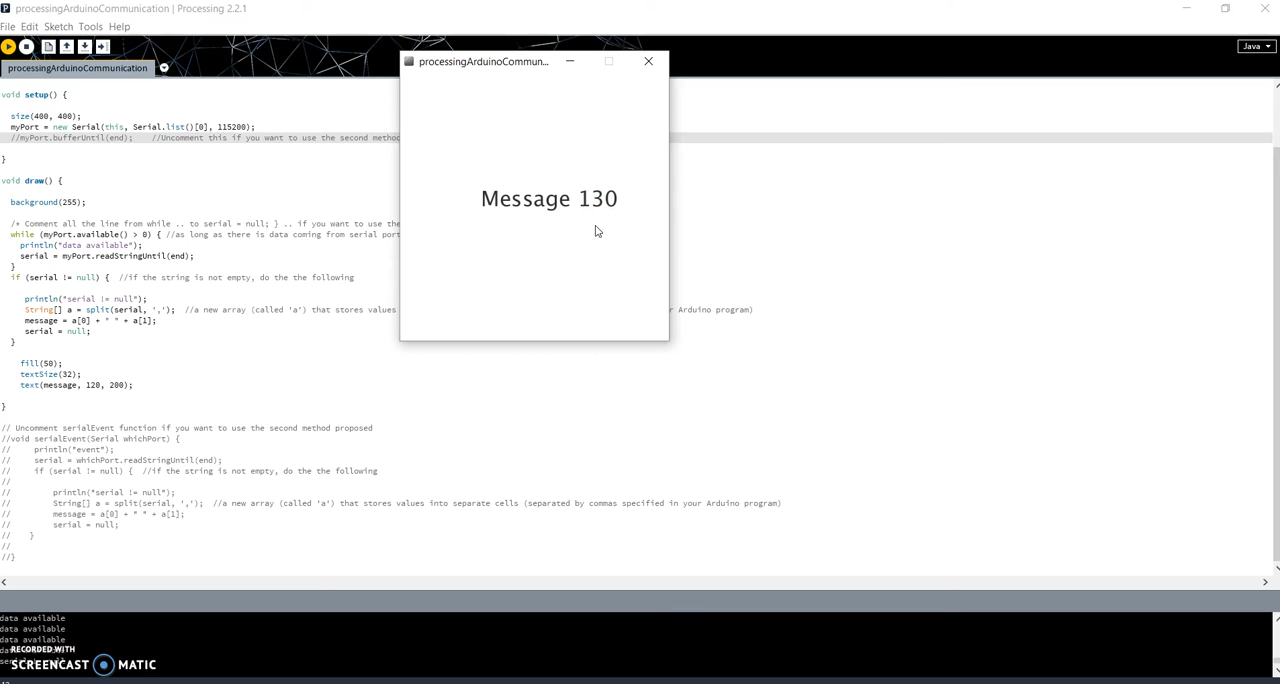 processingArduinoCommunication | Processing 2.2.1
File Edit Sketch Tools Help
Java
processingArduinoCommunication
processingArduinoCommun...
Message 130
void setup() {
size(400, 400);
myPort = new Serial(this, Serial.list()[0], 115200);
//myPort.bufferUntil(end); //Uncomment this if you want to use the second method
}
void draw() {
background(255);
/* Comment all the line from while .. to serial = null; } .. if you want to use the
while (myPort.available() > 0) { //as long as there is data coming from serial port
println("data available");
serial = myPort.readStringUntil(end);
}
if (serial != null) { //if the string is not empty, do the the following
println("serial != null");
String[] a = split(serial, ','); //a new array (called 'a') that stores values r Arduino program)
message = a[0] + " " + a[1];
serial = null;
}
fill(50);
textSize(32);
text(message, 120, 200);
}
// Uncomment serialEvent function if you want to use the second method proposed
//void serialEvent(Serial whichPort) {
// println("event");
// serial = whichPort.readStringUntil(end);
// if (serial != null) { //if the string is not empty, do the the following
//
// println("serial != null");
// String[] a = split(serial, ','); //a new array (called 'a') that stores values into separate cells (separated by commas specified in your Arduino program)
// message = a[0] + " " + a[1];
// serial = null;
// }
//
//}
data available
data available
data available
RECORDED WITH
SCREENCAST MATIC